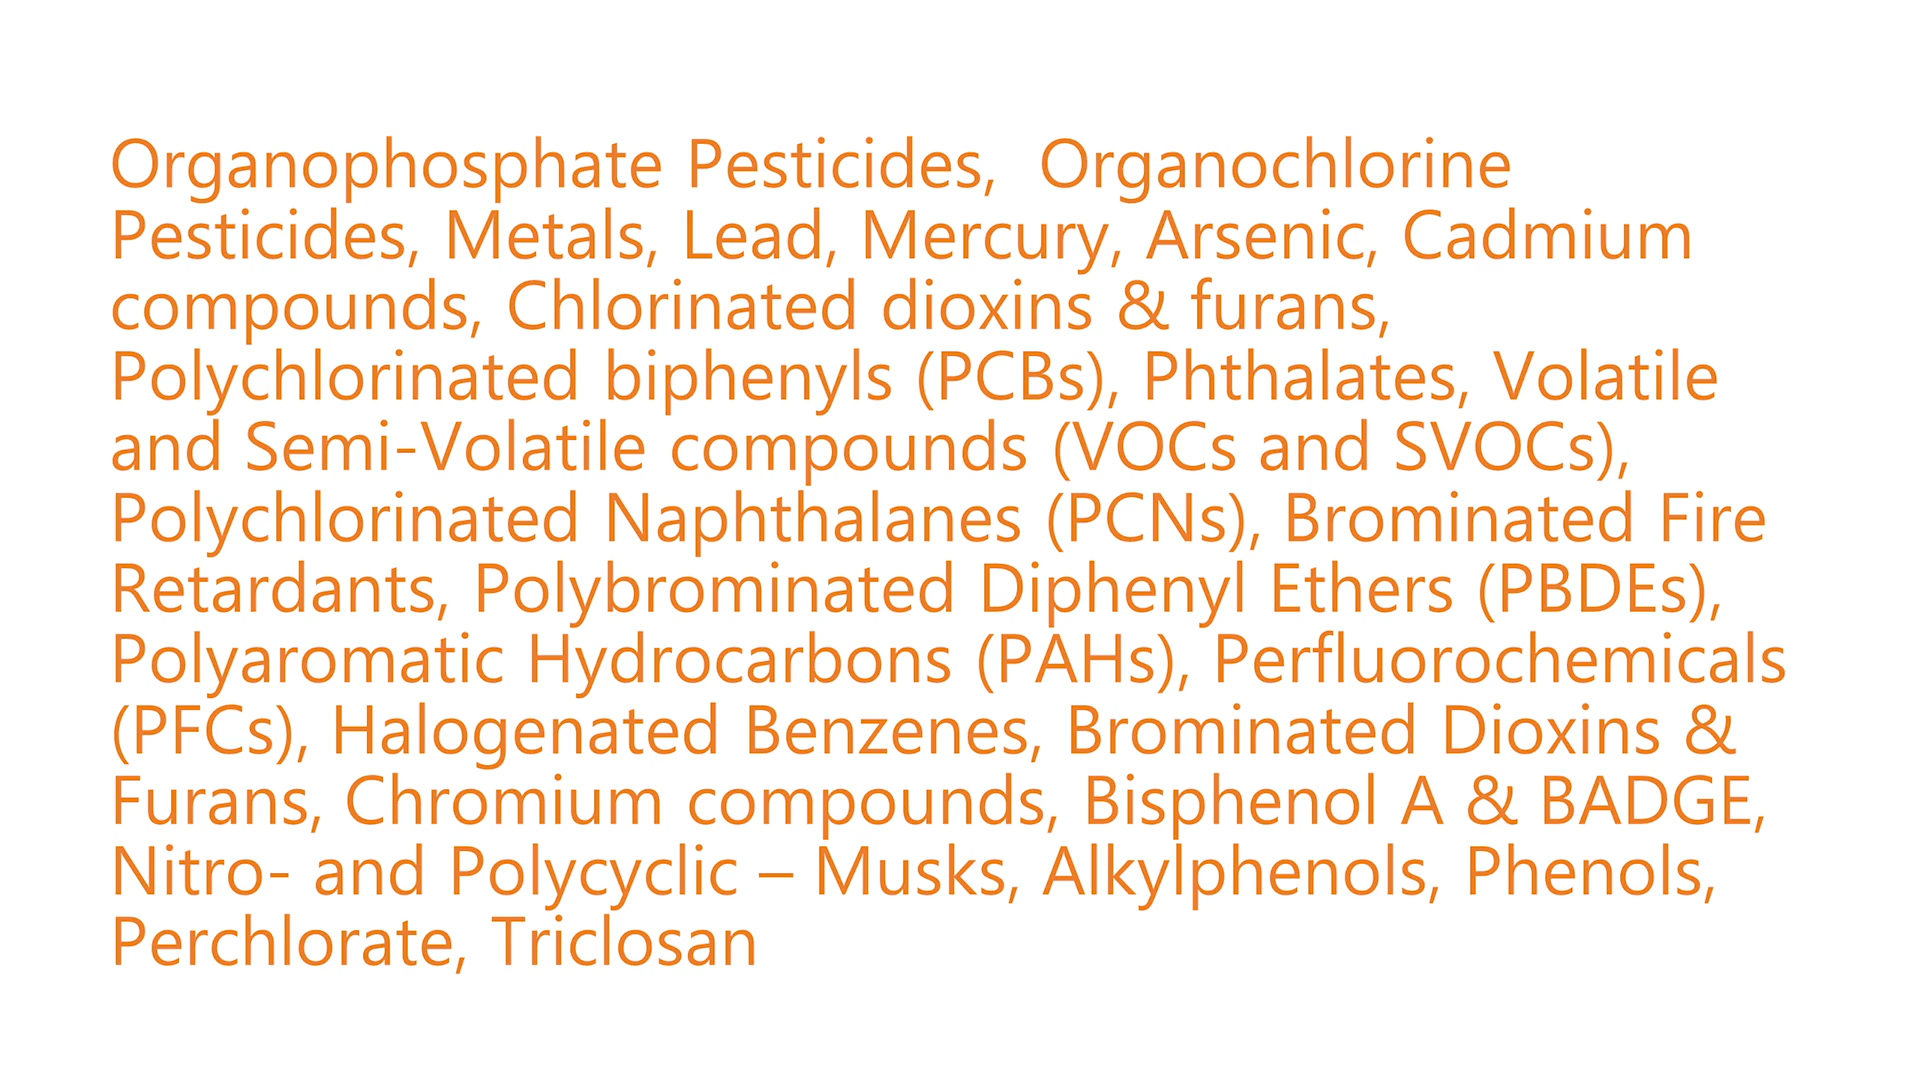 Organophosphate Pesticides,  Organochlorine
Pesticides, Metals, Lead, Mercury, Arsenic, Cadmium
compounds, Chlorinated dioxins & furans,
Polychlorinated biphenyls (PCBs), Phthalates, Volatile
and Semi-Volatile compounds (VOCs and SVOCs),
Polychlorinated Naphthalanes (PCNs), Brominated Fire
Retardants, Polybrominated Diphenyl Ethers (PBDEs),
Polyaromatic Hydrocarbons (PAHs), Perfluorochemicals
(PFCs), Halogenated Benzenes, Brominated Dioxins &
Furans, Chromium compounds, Bisphenol A & BADGE,
Nitro- and Polycyclic – Musks, Alkylphenols, Phenols,
Perchlorate, Triclosan